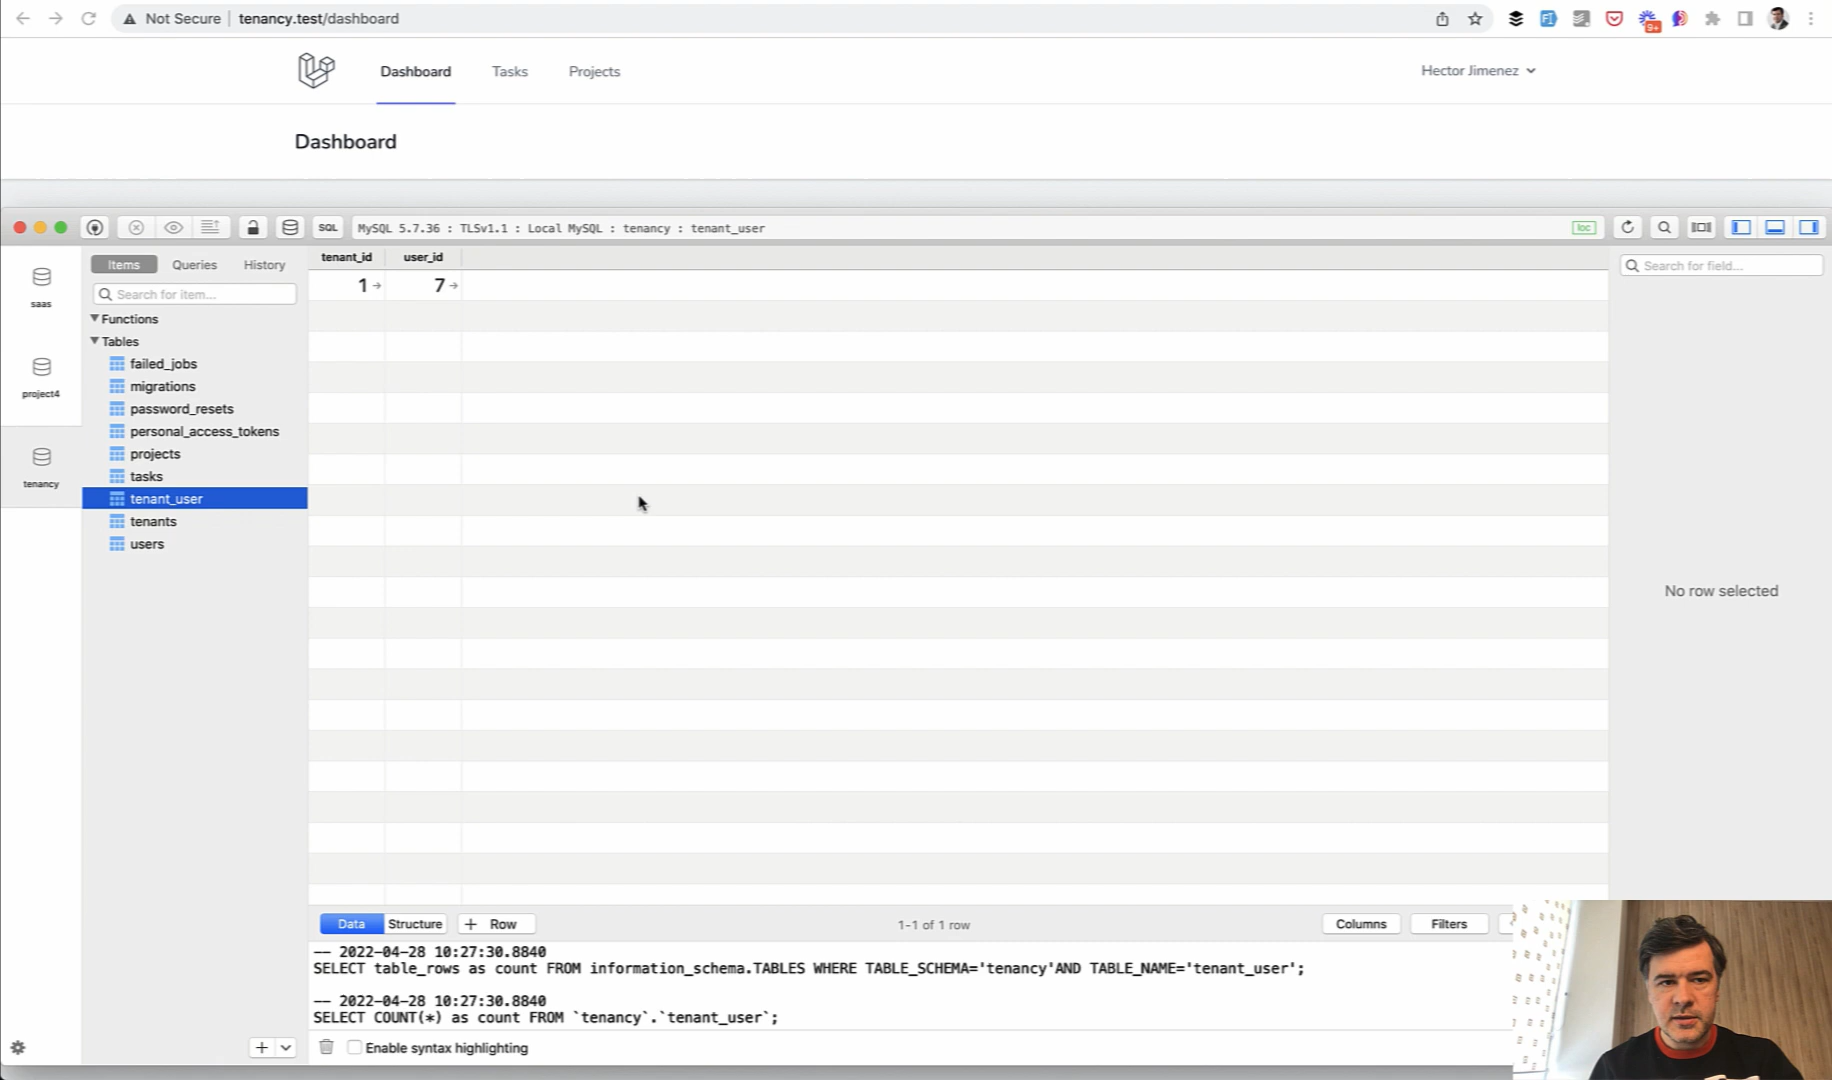 Not Secure | tenancy.test/dashboard
9+
Dashboard Tasks Projects Hector Jimenez
Dashboard
SQL MySQL 5.7.36 : TLSv1.1 : Local MySQL : tenancy : tenant_user loc
Items Queries History
Search for item...
Functions
Tables
failed_jobs
migrations
password_resets
personal_access_tokens
projects
tasks
tenant_user
tenants
users
saas
project4
tenancy
tenant_id user_id
1 7
Search for field...
No row selected
Data Structure + Row 1-1 of 1 row Columns Filters
-- 2022-04-28 10:27:30.8840
SELECT table_rows as count FROM information_schema.TABLES WHERE TABLE_SCHEMA='tenancy'AND TABLE_NAME='tenant_user';
-- 2022-04-28 10:27:30.8840
SELECT COUNT(*) as count FROM `tenancy`.`tenant_user`;
Enable syntax highlighting